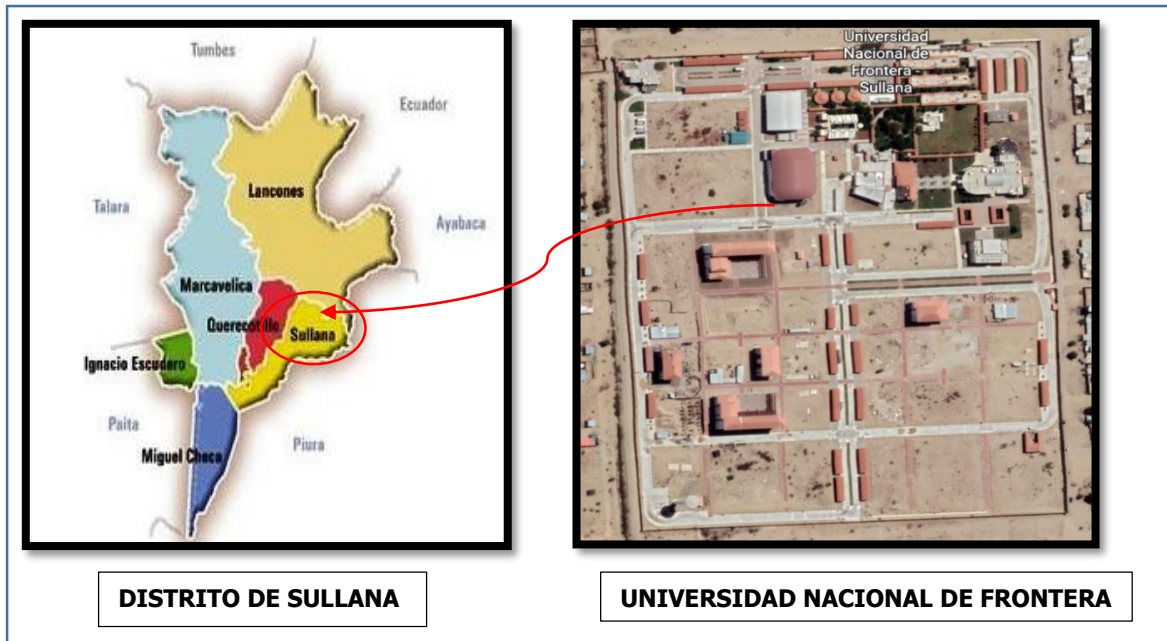 Tumbes
Ecuador
Lancones
Talara
Ayabaca
Marcavelica
Querecotillo
Sullana
Ignacio Escudero
Paita
Piura
Miguel Checa
DISTRITO DE SULLANA
Universidad
Nacional de
Frontera -
Sullana
UNIVERSIDAD NACIONAL DE FRONTERA